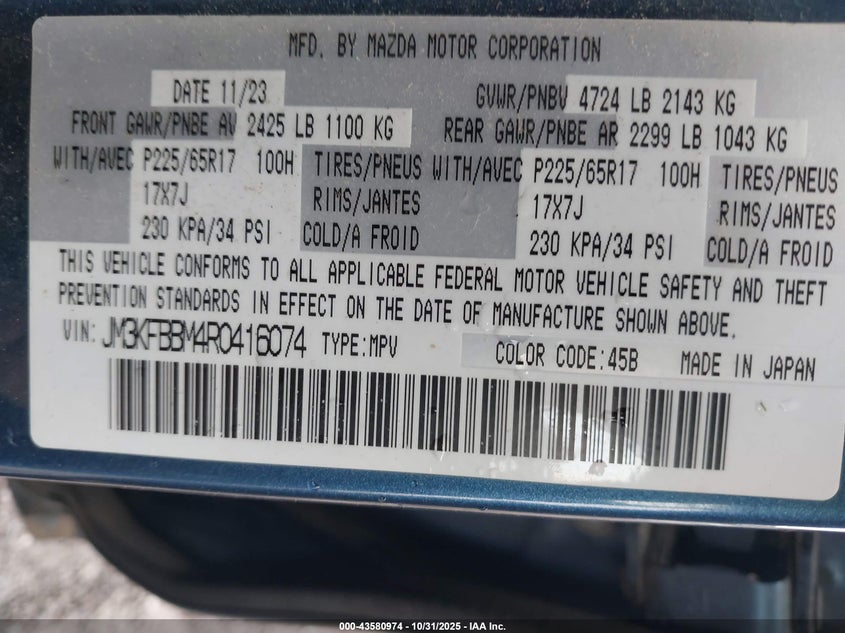 MFD. BY MAZDA MOTOR CORPORATION
DATE 11/23 GVWR/PNBV 4724 LB 2143 KG
FRONT GAWR/PNBE AV 2425 LB 1100 KG REAR GAWR/PNBE AR 2299 LB 1043 KG
WITH/AVEC P225/65R17 100H TIRES/PNEUS WITH/AVEC P225/65R17 100H TIRES/PNEUS
17X7J RIMS/JANTES 17X7J RIMS/JANTES
230 KPA/34 PSI COLD/A FROID 230 KPA/34 PSI COLD/A FROID
THIS VEHICLE CONFORMS TO ALL APPLICABLE FEDERAL MOTOR VEHICLE SAFETY AND THEFT
PREVENTION STANDARDS IN EFFECT ON THE DATE OF MANUFACTURE SHOWN ABOVE.
VIN: JM3KFBBM4R0416074 TYPE:MPV COLOR CODE:45B MADE IN JAPAN
000-43580974 - 10/31/2025 - IAA Inc.